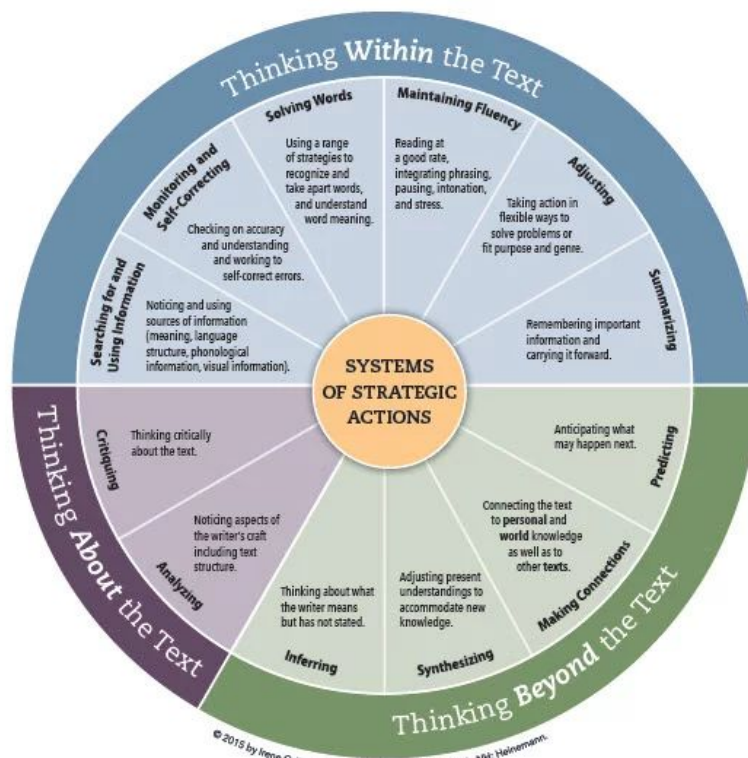 Thinking Within the Text
Searching for and
Using Information
Noticing and using
sources of information
(meaning, language
structure, phonological
information, visual information).
Monitoring and
Self-Correcting
Checking on accuracy
and understanding
and working to
self-correct errors.
Solving Words
Using a range
of strategies to
recognize and
take apart words,
and understand
word meaning.
Maintaining Fluency
Reading at
a good rate,
integrating phrasing,
pausing, intonation,
and stress.
Adjusting
Taking action in
flexible ways to
solve problems or
fit purpose and genre.
Summarizing
Remembering important
information and
carrying it forward.
SYSTEMS
OF STRATEGIC
ACTIONS
Thinking Beyond the Text
Predicting
Anticipating what
may happen next.
Making Connections
Connecting the text
to personal and
world knowledge
as well as to
other texts.
Synthesizing
Adjusting present
understandings to
accommodate new
knowledge.
Inferring
Thinking about what
the writer means
but has not stated.
Thinking About the Text
Analyzing
Noticing aspects of
the writer's craft
including text
structure.
Critiquing
Thinking critically
about the text.
© 2015 by Irene NH: Heinemann.